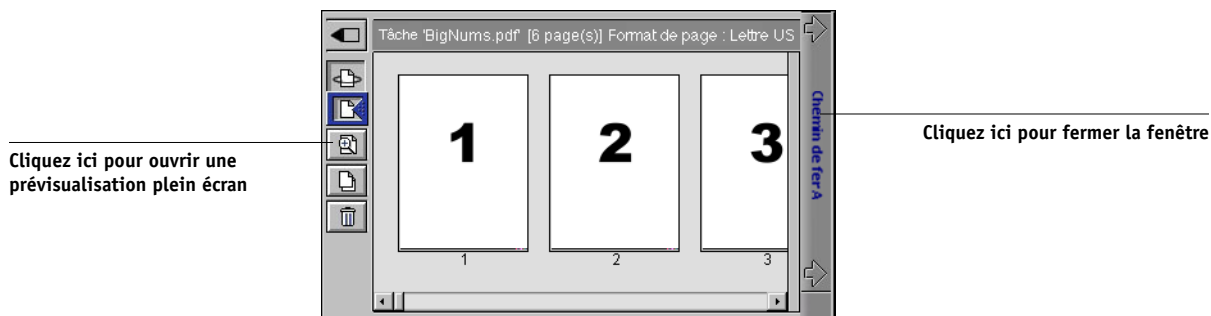 Tâche 'BigNums.pdf' [6 page(s)] Format de page : Lettre US
Cliquez ici pour ouvrir une
prévisualisation plein écran
1
2
3
1
2
3
Chemin de fer A
Cliquez ici pour fermer la fenêtre